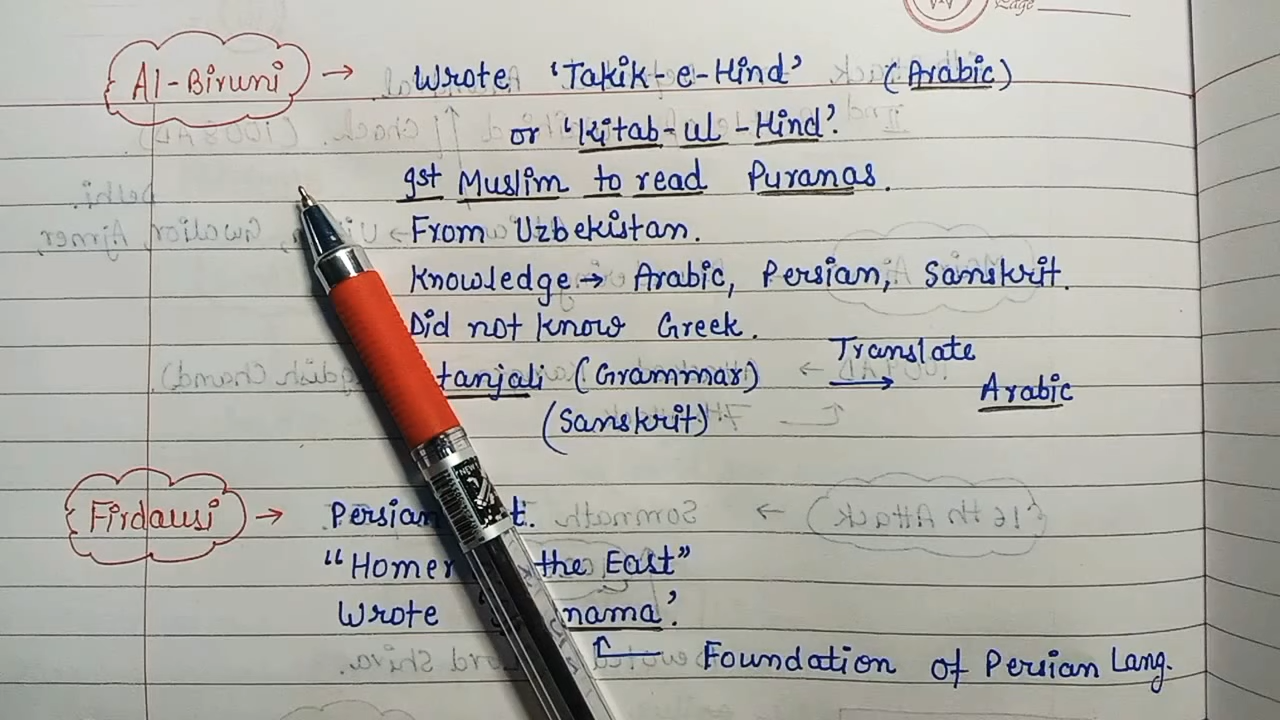 Page
Al-Biruni → Wrote 'Takik-e-Hind' (Arabic)
or 'Kitab-ul-Hind'.
Ist Muslim to read Puranas.
From Uzbekistan.
Knowledge → Arabic, Persian, Sanskrit.
Did not know Greek.
tanjali (Grammar) Translate → Arabic
(Sanskrit)
Firdausi → Persian t.
"Homer the East"
Wrote nama'.
Foundation of Persian Lang.